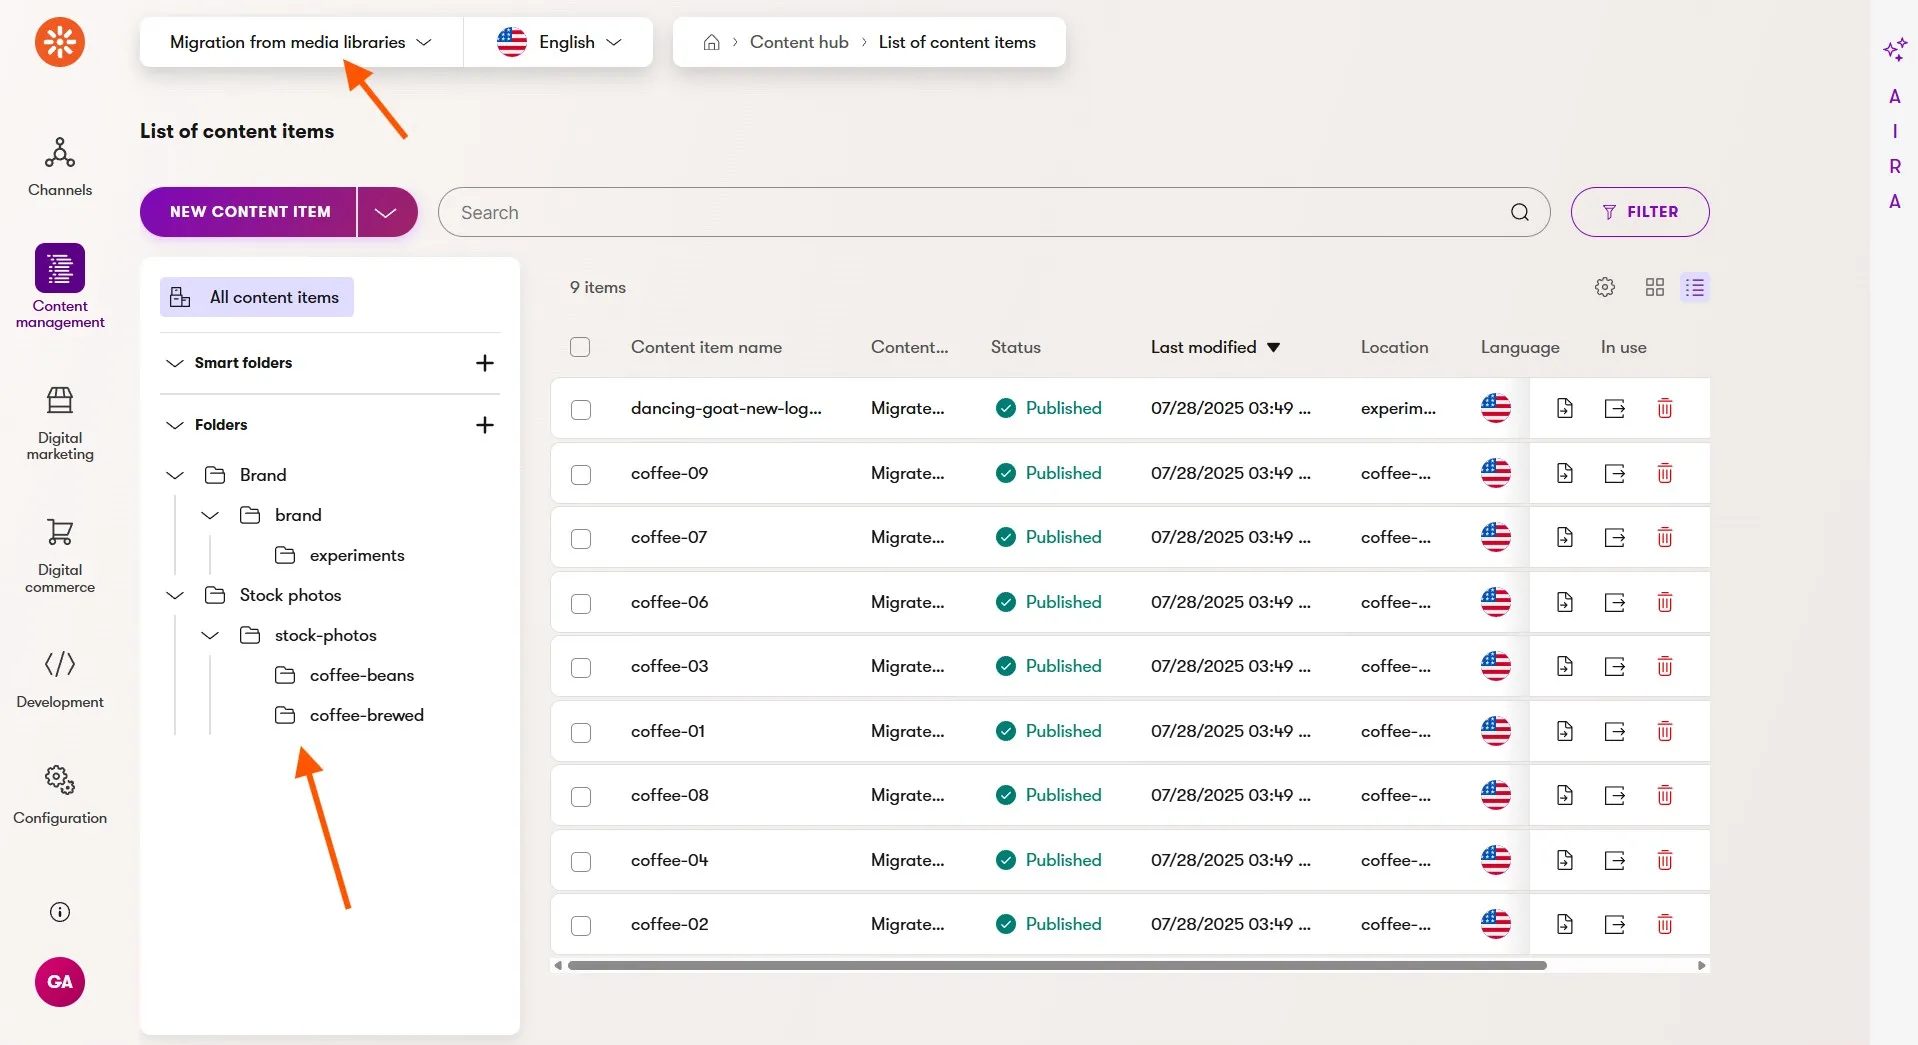 Migration from media libraries
English
Content hub
List of content items
A
I
R
A
List of content items
Channels
NEW CONTENT ITEM
Search
FILTER
Content
management
All content items
9 items
Smart folders
Content item name Content... Status Last modified Location Language In use
Folders
Brand
brand
experiments
Stock photos
stock-photos
coffee-beans
coffee-brewed
dancing-goat-new-log... Migrate... Published 07/28/2025 03:49 ... experim...
coffee-09 Migrate... Published 07/28/2025 03:49 ... coffee-...
coffee-07 Migrate... Published 07/28/2025 03:49 ... coffee-...
coffee-06 Migrate... Published 07/28/2025 03:49 ... coffee-...
coffee-03 Migrate... Published 07/28/2025 03:49 ... coffee-...
coffee-01 Migrate... Published 07/28/2025 03:49 ... coffee-...
coffee-08 Migrate... Published 07/28/2025 03:49 ... coffee-...
coffee-04 Migrate... Published 07/28/2025 03:49 ... coffee-...
coffee-02 Migrate... Published 07/28/2025 03:49 ... coffee-...
Digital
marketing
Digital
commerce
Development
Configuration
GA